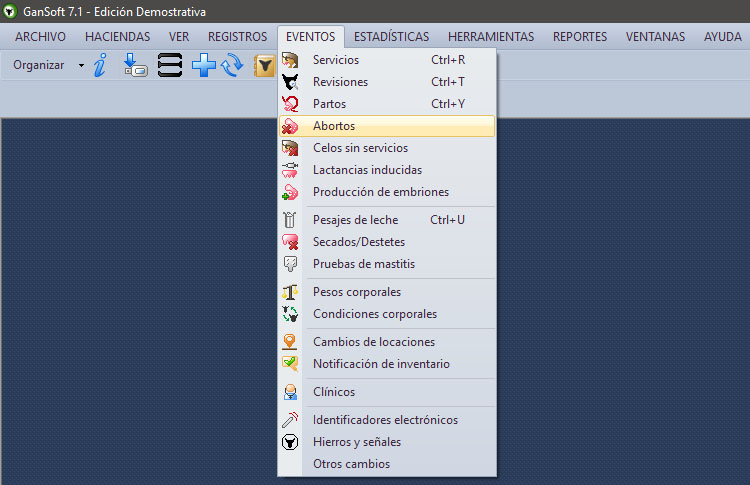 GanSoft 7.1 - Edición Demostrativa
ARCHIVO HACIENDAS VER REGISTROS EVENTOS ESTADÍSTICAS HERRAMIENTAS REPORTES VENTANAS AYUDA
Organizar
Servicios Ctrl+R
Revisiones Ctrl+T
Partos Ctrl+Y
Abortos
Celos sin servicios
Lactancias inducidas
Producción de embriones
Pesajes de leche Ctrl+U
Secados/Destetes
Pruebas de mastitis
Pesos corporales
Condiciones corporales
Cambios de locaciones
Notificación de inventario
Clínicos
Identificadores electrónicos
Hierros y señales
Otros cambios